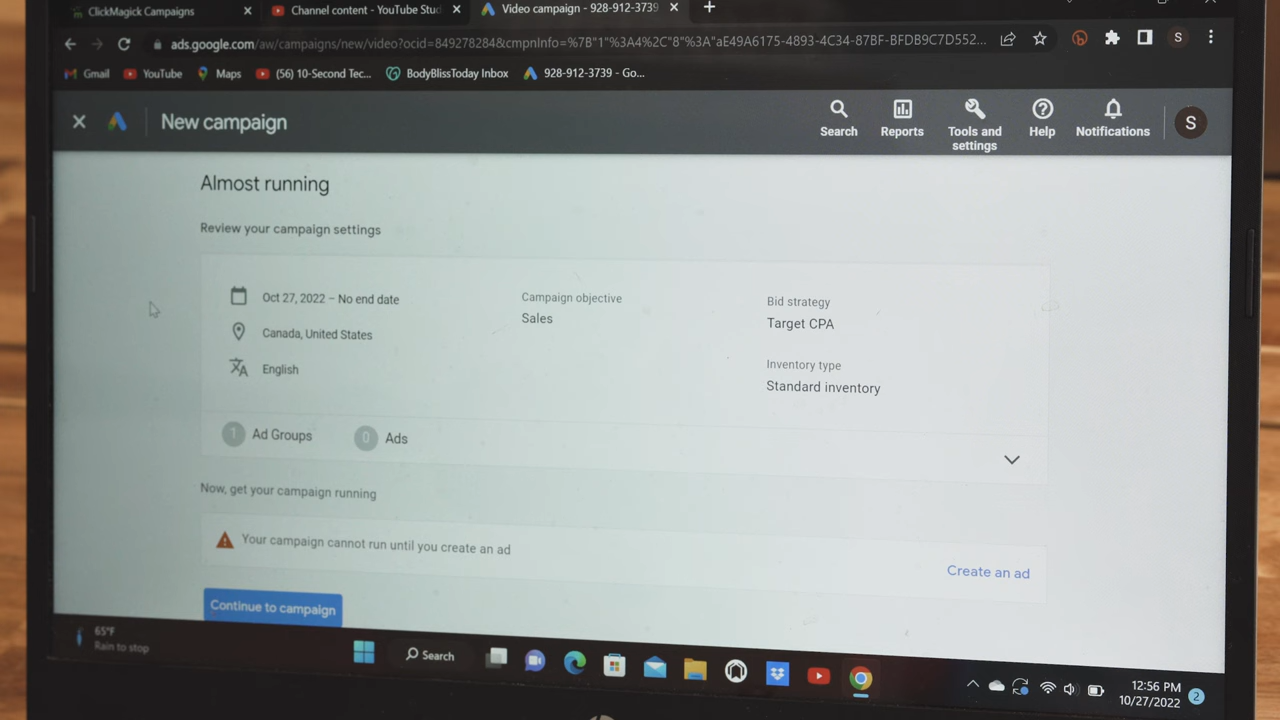 ClickMagick Campaigns
Channel content - YouTube Stud
Video campaign - 928-912-3739
ads.google.com/aw/campaigns/new/video?ocid=849278284&cmpnInfo=%7B"1"%3A4%2C"8"%3A"aE49A6175-4893-4C34-87BF-BFDB9C7D552...
S
Gmail
YouTube
Maps
(56) 10-Second Tec...
BodyBlissToday Inbox
928-912-3739 - Go...
New campaign
Search
Reports
Tools and
settings
Help
Notifications
S
Almost running
Review your campaign settings
Oct 27, 2022 – No end date
Canada, United States
English
Campaign objective
Sales
Bid strategy
Target CPA
Inventory type
Standard inventory
1 Ad Groups
0 Ads
Now, get your campaign running
Your campaign cannot run until you create an ad
Create an ad
Continue to campaign
65°F
Rain to stop
Search
12:56 PM
10/27/2022
2